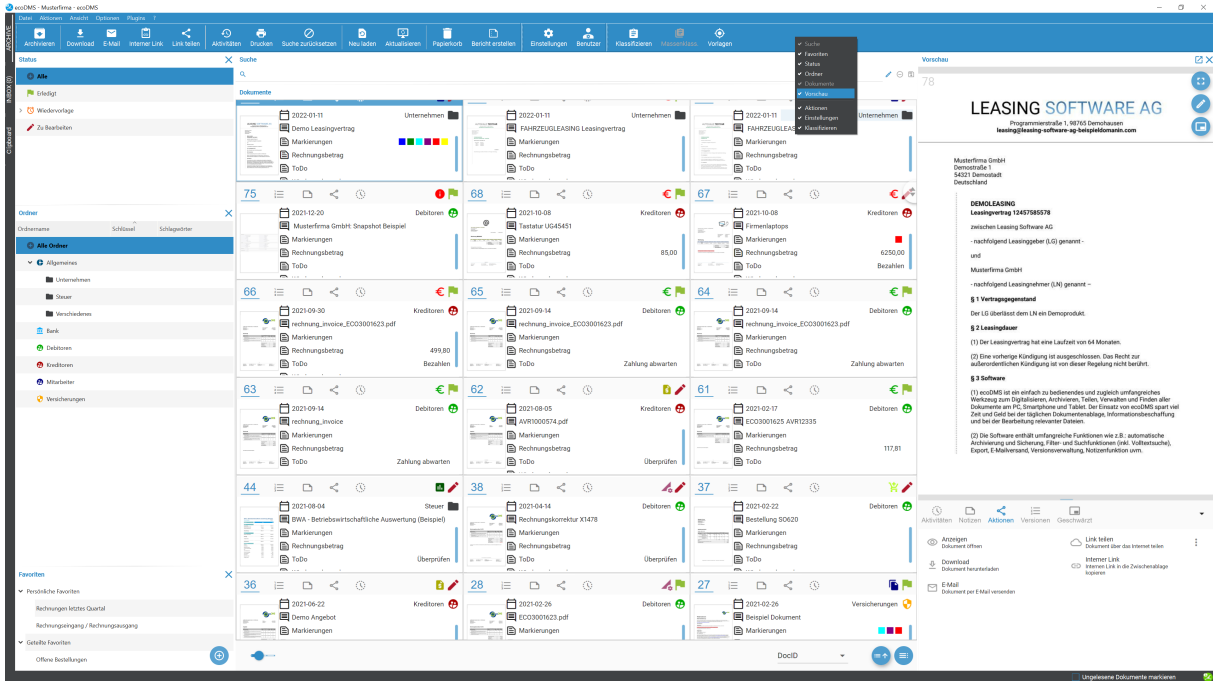 ecoDMS - Musterfirma - ecoDMS
Datei Aktionen Ansicht Optionen Plugins ?
ARCHIVE
INBOX (0)
Clipboard
Archivieren Download E-Mail Interner Link Link teilen Aktivitäten Drucken Suche zurücksetzen Neu laden Aktualisieren Papierkorb Bericht erstellen Einstellungen Benutzer Klassifizieren Massenklass. Vorlagen
Suche
Favoriten
Status
Ordner
Dokumente
Vorschau
Aktionen
Einstellungen
Klassifizieren
Status
Alle
Erledigt
Wiedervorlage
Zu Bearbeiten
Ordner
Ordnername Schlüssel Schlagwörter
Alle Ordner
Allgemeines
Unternehmen
Steuer
Verschiedenes
Bank
Debitoren
Kreditoren
Mitarbeiter
Versicherungen
Favoriten
Persönliche Favoriten
Rechnungen letztes Quartal
Rechnungseingang / Rechnungsausgang
Geteilte Favoriten
Offene Bestellungen
Suche
Dokumente
2022-01-11 Unternehmen
Demo Leasingvertrag
Markierungen
Rechnungsbetrag
ToDo
2022-01-11 Unternehmen
FAHRZEUGLEASING Leasingvertrag
Markierungen
Rechnungsbetrag
ToDo
2022-01-11 Unternehmen
FAHRZEUGLEAS
Markierungen
Rechnungsbetrag
ToDo
75
2021-12-20 Debitoren
Musterfirma GmbH: Snapshot Beispiel
Markierungen
Rechnungsbetrag
ToDo
68
2021-10-08 Kreditoren
Tastatur UG45451
Markierungen
Rechnungsbetrag 85,00
ToDo
67
2021-10-08 Kreditoren
Firmenlaptops
Markierungen
Rechnungsbetrag 6250,00
ToDo Bezahlen
66
2021-09-30 Kreditoren
rechnung_invoice_ECO3001623.pdf
Markierungen
Rechnungsbetrag 499,80
ToDo Bezahlen
65
2021-09-14 Debitoren
rechnung_invoice_ECO3001623.pdf
Markierungen
Rechnungsbetrag
ToDo Zahlung abwarten
64
2021-09-14 Debitoren
rechnung_invoice_ECO3001623.pdf
Markierungen
Rechnungsbetrag
ToDo Zahlung abwarten
63
2021-09-14 Debitoren
rechnung_invoice
Markierungen
Rechnungsbetrag
ToDo Zahlung abwarten
62
2021-08-05 Kreditoren
AVR1000574.pdf
Markierungen
Rechnungsbetrag
ToDo Überprüfen
61
2021-02-17 Debitoren
ECO3001625 AVR12335
Markierungen
Rechnungsbetrag 117,81
ToDo
44
2021-08-04 Steuer
BWA - Betriebswirtschaftliche Auswertung (Beispiel)
Markierungen
Rechnungsbetrag
ToDo Überprüfen
38
2021-04-14 Debitoren
Rechnungskorrektur X1478
Markierungen
Rechnungsbetrag
ToDo Überprüfen
37
2021-02-22 Debitoren
Bestellung SO620
Markierungen
Rechnungsbetrag
ToDo
36
2021-06-22 Kreditoren
Demo Angebot
Markierungen
28
2021-02-26 Debitoren
ECO3001623.pdf
Markierungen
27
2021-02-26 Versicherungen
Beispiel Dokument
Markierungen
DocID
Vorschau
78
LEASING SOFTWARE AG
Programmierstraße 1, 98765 Demohausen
leasing@leasing-software-ag-beispieldomanin.com
Musterfirma GmbH
Demostraße 1
54321 Demostadt
Deutschland
DEMOLEASING
Leasingvertrag 12457585578
zwischen Leasing Software AG
- nachfolgend Leasinggeber (LG) genannt -
und
Musterfirma GmbH
- nachfolgend Leasingnehmer (LN) genannt –
§ 1 Vertragsgegenstand
Der LG überlässt dem LN ein Demoprodukt.
§ 2 Leasingdauer
(1) Der Leasingvertrag hat eine Laufzeit von 64 Monaten.
(2) Eine vorherige Kündigung ist ausgeschlossen. Das Recht zur
außerordentlichen Kündigung ist von dieser Regelung nicht berührt.
§ 3 Software
(1) ecoDMS ist ein einfach zu bedienendes und zugleich umfangreiches
Werkzeug zum Digitalisieren, Archivieren, Teilen, Verwalten und Finden aller
Dokumente am PC, Smartphone und Tablet. Der Einsatz von ecoDMS spart viel
Zeit und Geld bei der täglichen Dokumentenablage, Informationsbeschaffung
und bei der Bearbeitung relevanter Dateien.
(2) Die Software enthält umfangreiche Funktionen wie z.B.: automatische
Archivierung und Sicherung, Filter- und Suchfunktionen (inkl. Volltextsuche),
Export, E-Mailversand, Versionsverwaltung, Notizenfunktion uvm.
Aktivitäten Notizen Aktionen Versionen Geschwärzt
Anzeigen
Dokument öffnen
Link teilen
Dokument über das Internet teilen
Download
Dokument herunterladen
Interner Link
Internen Link in die Zwischenablage
kopieren
E-Mail
Dokument per E-Mail versenden
Ungelesene Dokumente markieren